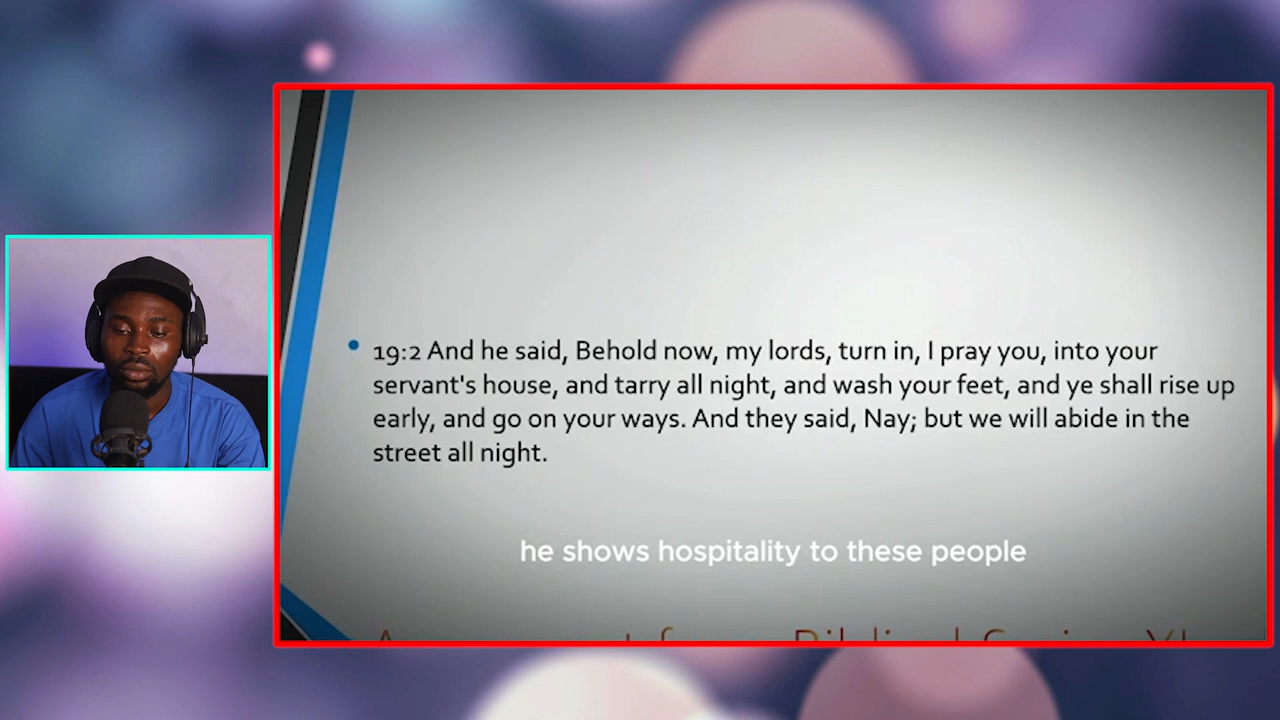 19:2 And he said, Behold now, my lords, turn in, I pray you, into your
servant's house, and tarry all night, and wash your feet, and ye shall rise up
early, and go on your ways. And they said, Nay; but we will abide in the
street all night.
he shows hospitality to these people